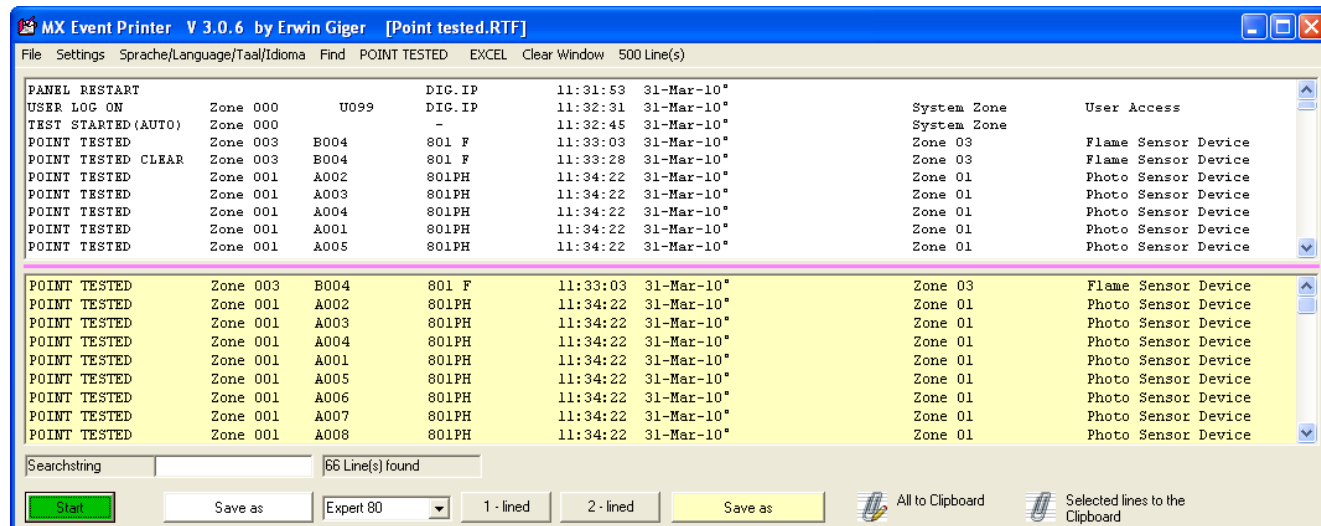 MX Event Printer V 3.0.6 by Erwin Giger [Point tested.RTF]
File Settings Sprache/Language/Taal/Idioma Find POINT TESTED EXCEL Clear Window 500 Line(s)
PANEL RESTART DIG.IP 11:31:53 31-Mar-10"
USER LOG ON Zone 000 U099 DIG.IP 11:32:31 31-Mar-10" System Zone User Access
TEST STARTED(AUTO) Zone 000 - 11:32:45 31-Mar-10" System Zone
POINT TESTED Zone 003 B004 801 F 11:33:03 31-Mar-10" Zone 03 Flame Sensor Device
POINT TESTED CLEAR Zone 003 B004 801 F 11:33:28 31-Mar-10" Zone 03 Flame Sensor Device
POINT TESTED Zone 001 A002 801PH 11:34:22 31-Mar-10" Zone 01 Photo Sensor Device
POINT TESTED Zone 001 A003 801PH 11:34:22 31-Mar-10" Zone 01 Photo Sensor Device
POINT TESTED Zone 001 A004 801PH 11:34:22 31-Mar-10" Zone 01 Photo Sensor Device
POINT TESTED Zone 001 A001 801PH 11:34:22 31-Mar-10" Zone 01 Photo Sensor Device
POINT TESTED Zone 001 A005 801PH 11:34:22 31-Mar-10" Zone 01 Photo Sensor Device
POINT TESTED Zone 003 B004 801 F 11:33:03 31-Mar-10" Zone 03 Flame Sensor Device
POINT TESTED Zone 001 A002 801PH 11:34:22 31-Mar-10" Zone 01 Photo Sensor Device
POINT TESTED Zone 001 A003 801PH 11:34:22 31-Mar-10" Zone 01 Photo Sensor Device
POINT TESTED Zone 001 A004 801PH 11:34:22 31-Mar-10" Zone 01 Photo Sensor Device
POINT TESTED Zone 001 A001 801PH 11:34:22 31-Mar-10" Zone 01 Photo Sensor Device
POINT TESTED Zone 001 A005 801PH 11:34:22 31-Mar-10" Zone 01 Photo Sensor Device
POINT TESTED Zone 001 A006 801PH 11:34:22 31-Mar-10" Zone 01 Photo Sensor Device
POINT TESTED Zone 001 A007 801PH 11:34:22 31-Mar-10" Zone 01 Photo Sensor Device
POINT TESTED Zone 001 A008 801PH 11:34:22 31-Mar-10" Zone 01 Photo Sensor Device
Searchstring 66 Line(s) found
Start Save as Expert 80 1 - lined 2 - lined Save as All to Clipboard Selected lines to the
Clipboard